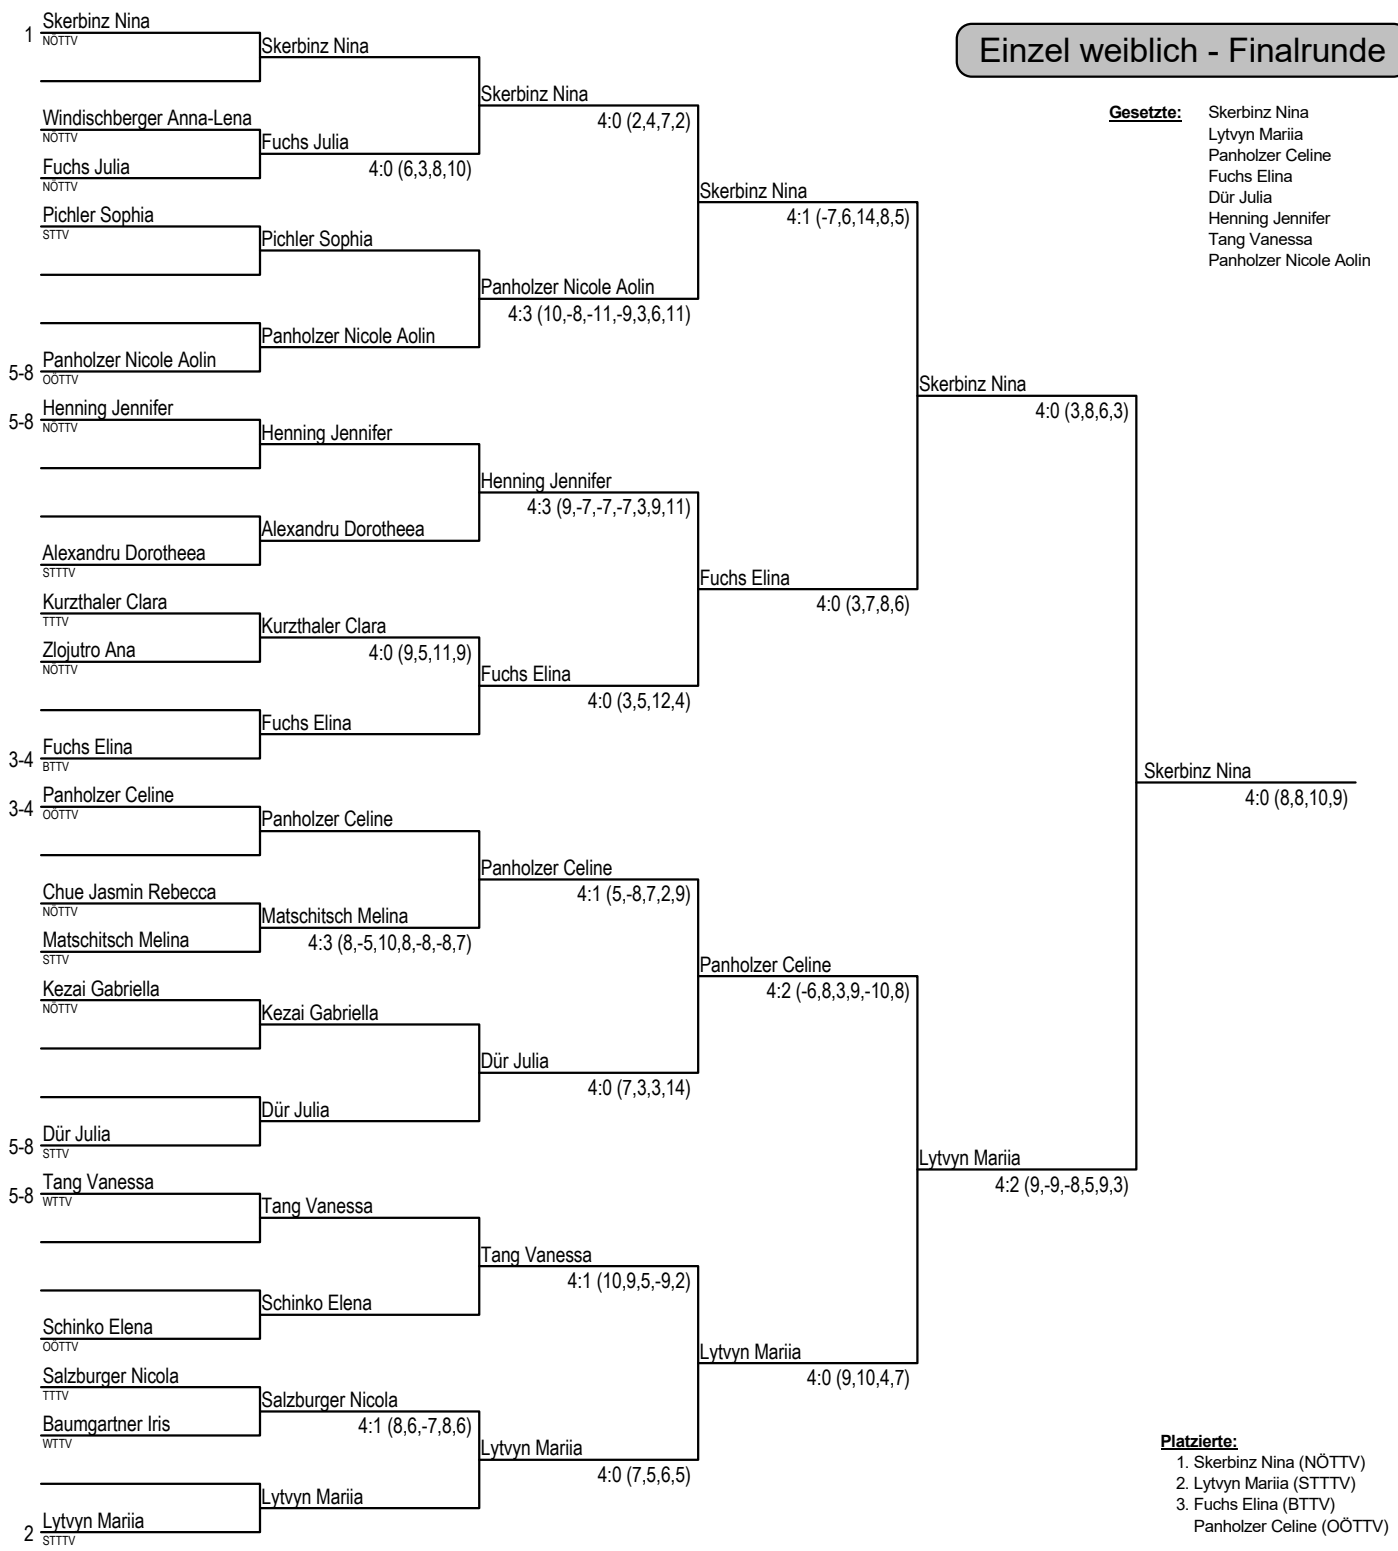 Einzel weiblich - Finalrunde
Gesetzte: Skerbinz Nina
Lytvyn Mariia
Panholzer Celine
Fuchs Elina
Dür Julia
Henning Jennifer
Tang Vanessa
Panholzer Nicole Aolin
1 Skerbinz Nina
NÖTTV
Windischberger Anna-Lena
NÖTTV
Fuchs Julia
NÖTTV
Pichler Sophia
STTV
5-8 Panholzer Nicole Aolin
OÖTTV
5-8 Henning Jennifer
NÖTTV
Alexandru Dorotheea
STTTV
Kurzthaler Clara
TTTV
Zlojutro Ana
NÖTTV
3-4 Fuchs Elina
BTTV
3-4 Panholzer Celine
OÖTTV
Chue Jasmin Rebecca
NÖTTV
Matschitsch Melina
STTV
Kezai Gabriella
NÖTTV
5-8 Dür Julia
STTV
5-8 Tang Vanessa
WTTV
Schinko Elena
OÖTTV
Salzburger Nicola
TTTV
Baumgartner Iris
WTTV
2 Lytvyn Mariia
STTTV
Skerbinz Nina
Fuchs Julia
4:0 (6,3,8,10)
Pichler Sophia
Panholzer Nicole Aolin
Henning Jennifer
Alexandru Dorotheea
Kurzthaler Clara
4:0 (9,5,11,9)
Fuchs Elina
Panholzer Celine
Matschitsch Melina
4:3 (8,-5,10,8,-8,-8,7)
Kezai Gabriella
Dür Julia
Tang Vanessa
Schinko Elena
Salzburger Nicola
4:1 (8,6,-7,8,6)
Lytvyn Mariia
Skerbinz Nina
4:0 (2,4,7,2)
Panholzer Nicole Aolin
4:3 (10,-8,-11,-9,3,6,11)
Henning Jennifer
4:3 (9,-7,-7,-7,3,9,11)
Fuchs Elina
4:0 (3,5,12,4)
Panholzer Celine
4:1 (5,-8,7,2,9)
Dür Julia
4:0 (7,3,3,14)
Tang Vanessa
4:1 (10,9,5,-9,2)
Lytvyn Mariia
4:0 (7,5,6,5)
Skerbinz Nina
4:1 (-7,6,14,8,5)
Fuchs Elina
4:0 (3,7,8,6)
Panholzer Celine
4:2 (-6,8,3,9,-10,8)
Lytvyn Mariia
4:0 (9,10,4,7)
Skerbinz Nina
4:0 (3,8,6,3)
Lytvyn Mariia
4:2 (9,-9,-8,5,9,3)
Skerbinz Nina
4:0 (8,8,10,9)
Platzierte:
1. Skerbinz Nina (NÖTTV)
2. Lytvyn Mariia (STTTV)
3. Fuchs Elina (BTTV)
Panholzer Celine (OÖTTV)